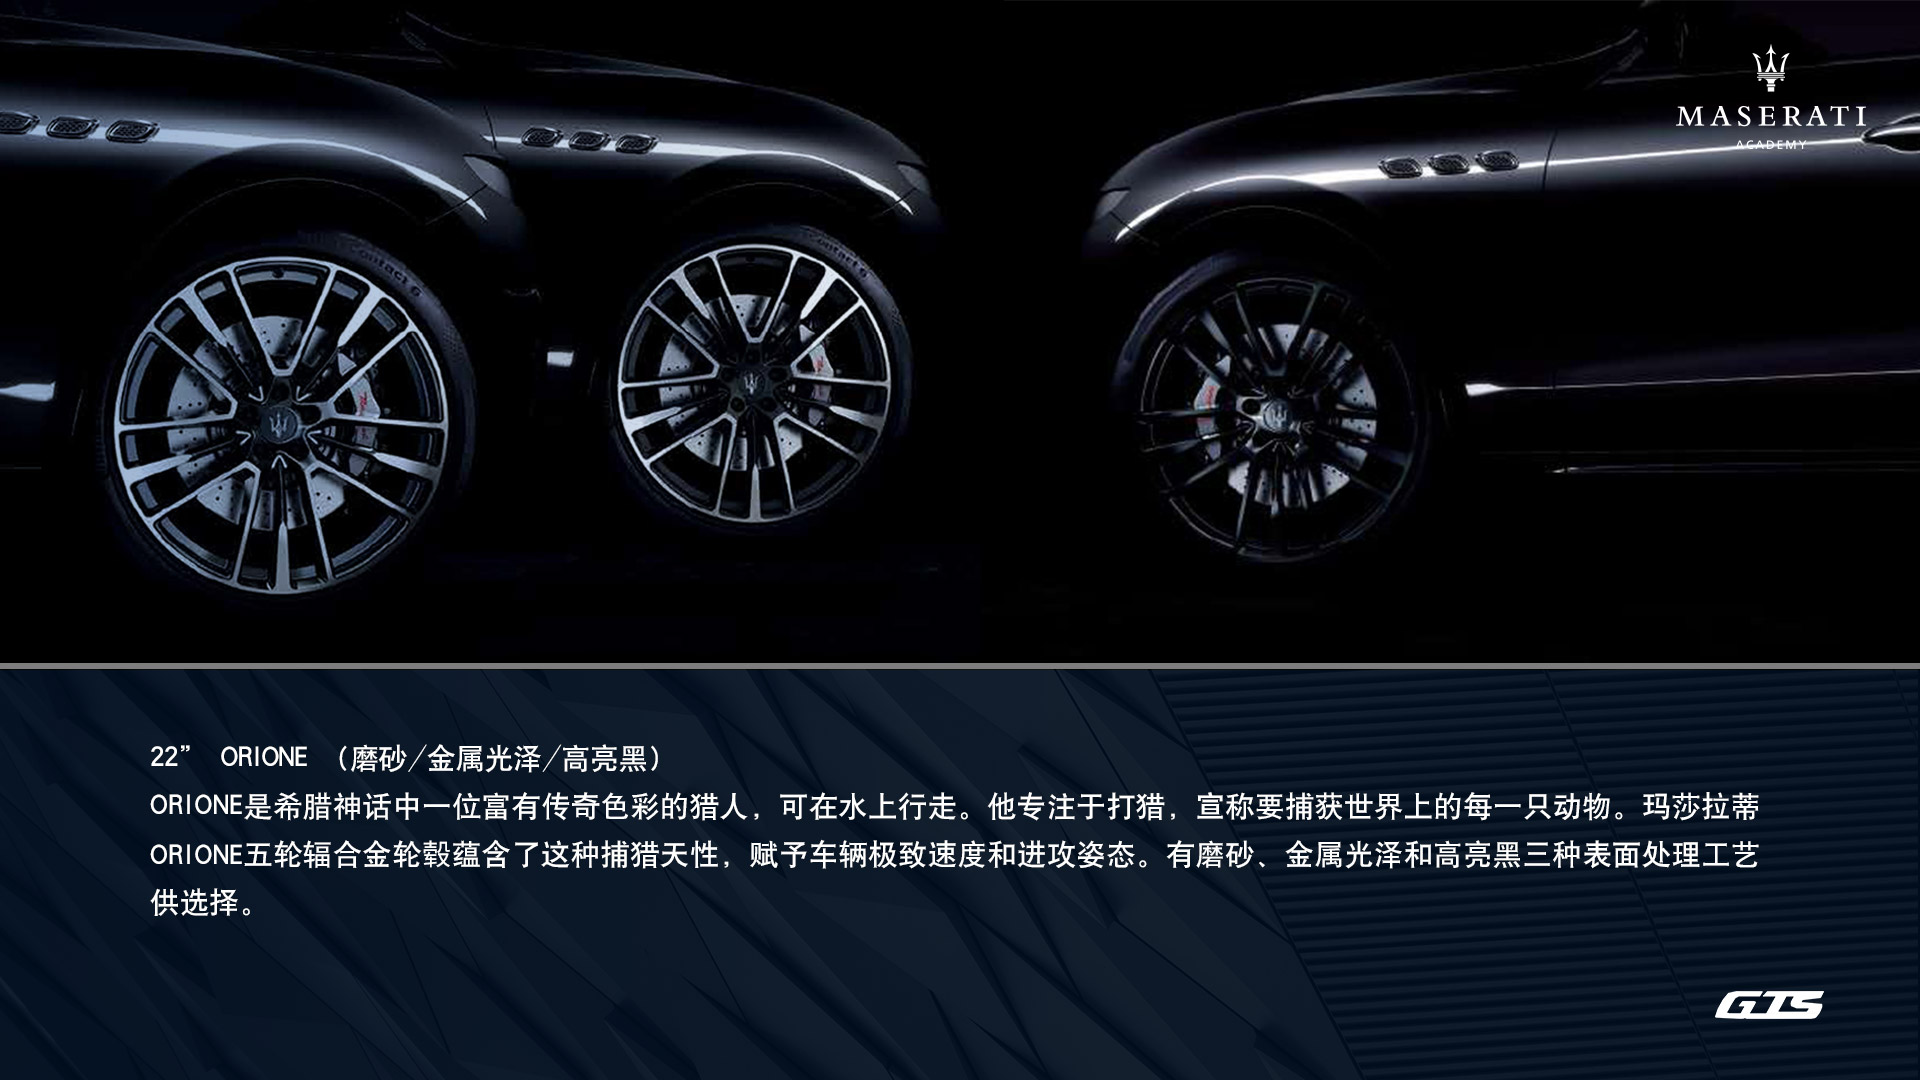 MASERATI
ACADEMY
Contact 6
Contact 6
22” ORIONE （磨砂/金属光泽/高亮黑）
ORIONE是希腊神话中一位富有传奇色彩的猎人，可在水上行走。他专注于打猎，宣称要捕获世界上的每一只动物。玛莎拉蒂
ORIONE五轮辐合金轮毂蕴含了这种捕猎天性，赋予车辆极致速度和进攻姿态。有磨砂、金属光泽和高亮黑三种表面处理工艺
供选择。
GTS